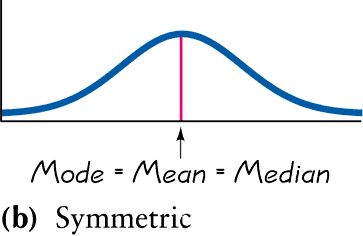 Mode = Mean = Median
(b) Symmetric